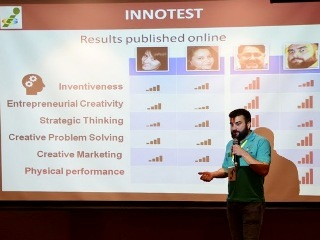 INNOTEST
Results published online
Inventiveness
Entrepreneurial Creativity
Strategic Thinking
Creative Problem Solving
Creative Marketing
Physical performance